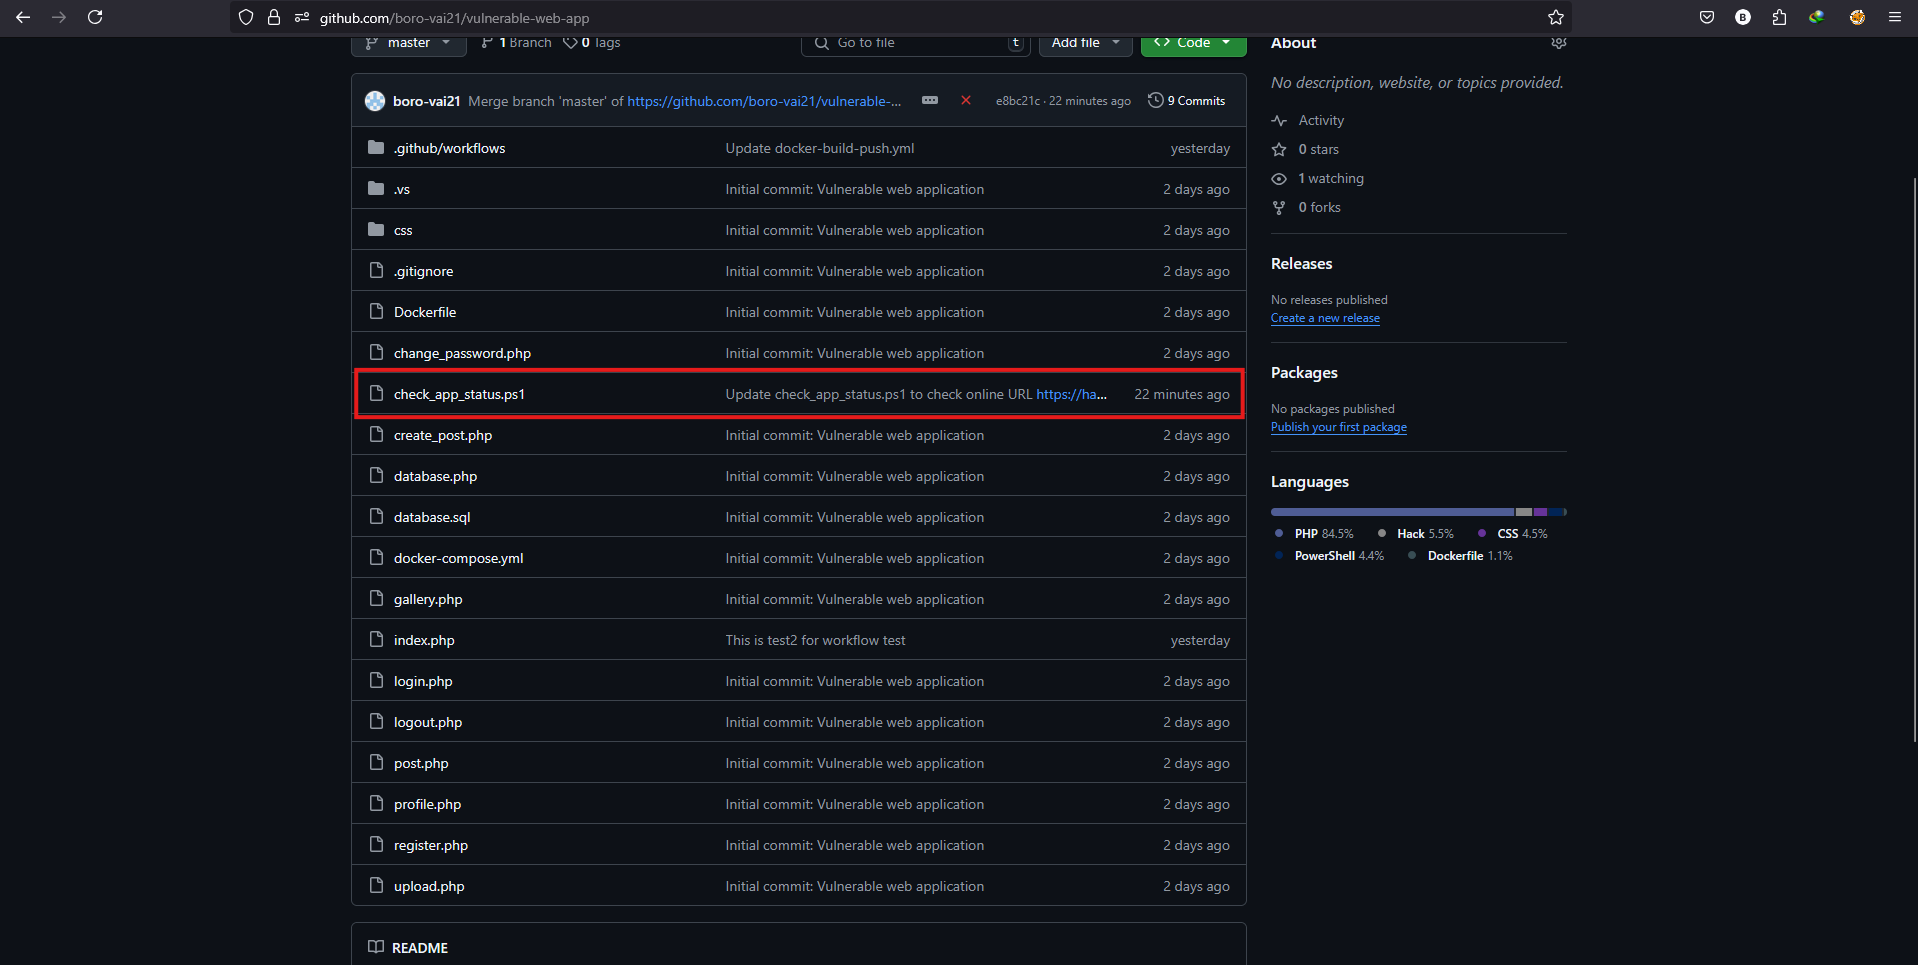 github.com/boro-vai21/vulnerable-web-app
B
master
1 Branch
0 Tags
Go to file
t
Add file
Code
boro-vai21 Merge branch 'master' of https://github.com/boro-vai21/vulnerable-...
e8bc21c · 22 minutes ago
9 Commits
.github/workflows
Update docker-build-push.yml
yesterday
.vs
Initial commit: Vulnerable web application
2 days ago
css
Initial commit: Vulnerable web application
2 days ago
.gitignore
Initial commit: Vulnerable web application
2 days ago
Dockerfile
Initial commit: Vulnerable web application
2 days ago
change_password.php
Initial commit: Vulnerable web application
2 days ago
check_app_status.ps1
Update check_app_status.ps1 to check online URL https://ha...
22 minutes ago
create_post.php
Initial commit: Vulnerable web application
2 days ago
database.php
Initial commit: Vulnerable web application
2 days ago
database.sql
Initial commit: Vulnerable web application
2 days ago
docker-compose.yml
Initial commit: Vulnerable web application
2 days ago
gallery.php
Initial commit: Vulnerable web application
2 days ago
index.php
This is test2 for workflow test
yesterday
login.php
Initial commit: Vulnerable web application
2 days ago
logout.php
Initial commit: Vulnerable web application
2 days ago
post.php
Initial commit: Vulnerable web application
2 days ago
profile.php
Initial commit: Vulnerable web application
2 days ago
register.php
Initial commit: Vulnerable web application
2 days ago
upload.php
Initial commit: Vulnerable web application
2 days ago
README
About
No description, website, or topics provided.
Activity
0 stars
1 watching
0 forks
Releases
No releases published
Create a new release
Packages
No packages published
Publish your first package
Languages
PHP 84.5%
Hack 5.5%
CSS 4.5%
PowerShell 4.4%
Dockerfile 1.1%